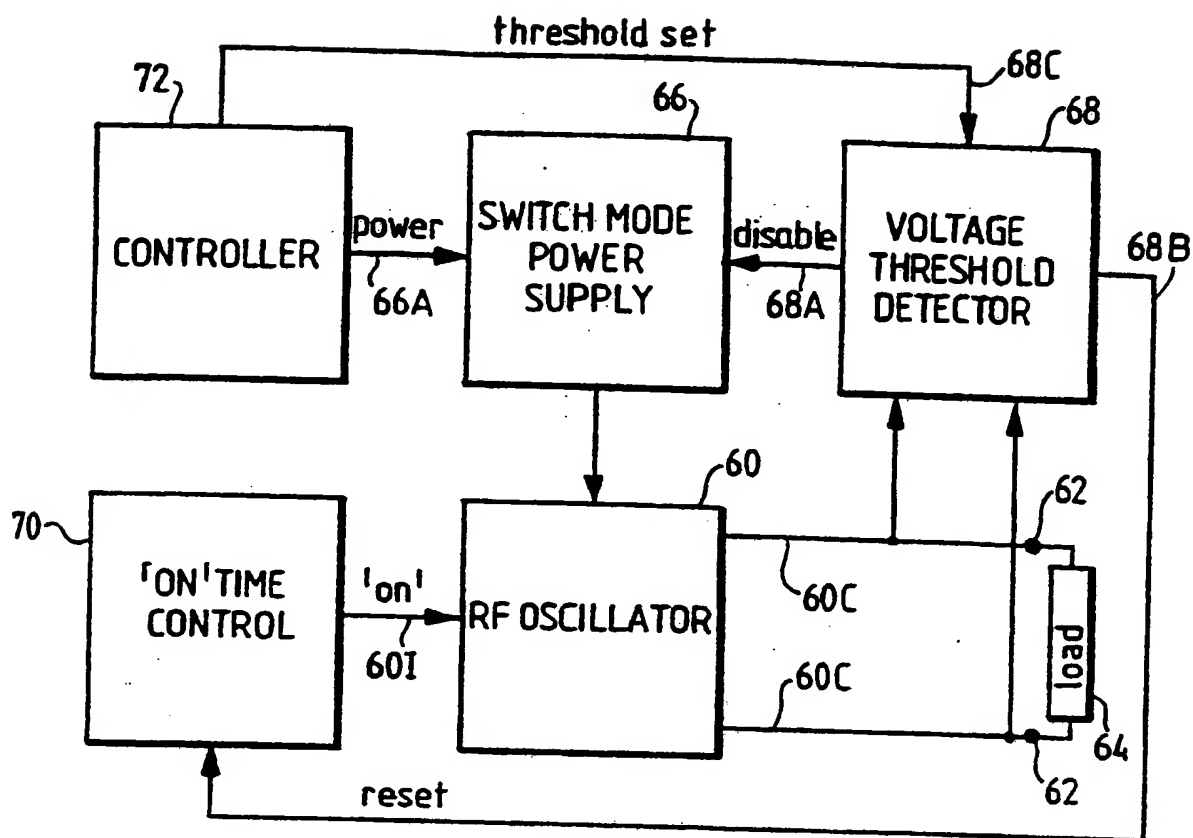 threshold set
68C
72
66
68
CONTROLLER
power
66A
SWITCH MODE
POWER
SUPPLY
disable
68A
VOLTAGE
THRESHOLD
DETECTOR
68B
70
'ON' TIME
CONTROL
'on'
60I
60
RF OSCILLATOR
60C
60C
62
load
64
62
reset